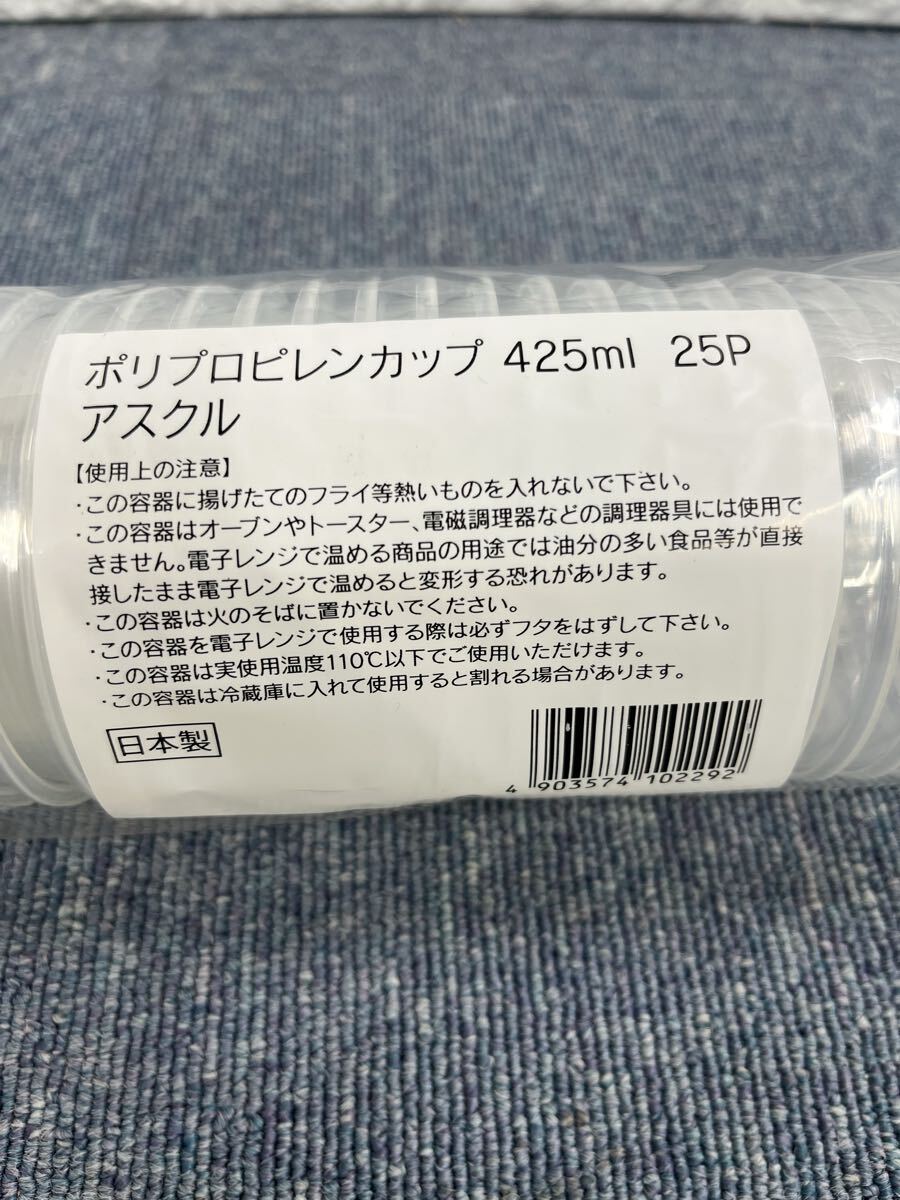 ポリプロピレンカップ 425ml 25P
アスクル
【使用上の注意】
・この容器に揚げたてのフライ等熱いものを入れないで下さい。
・この容器はオーブンやトースター、電磁調理器などの調理器具には使用で
きません。電子レンジで温める商品の用途では油分の多い食品等が直接
接したまま電子レンジで温めると変形する恐れがあります。
・この容器は火のそばに置かないでください。
・この容器を電子レンジで使用する際は必ずフタをはずして下さい。
・この容器は実使用温度110℃以下でご使用いただけます。
・この容器は冷蔵庫に入れて使用すると割れる場合があります。
日本製
4 903574 102292